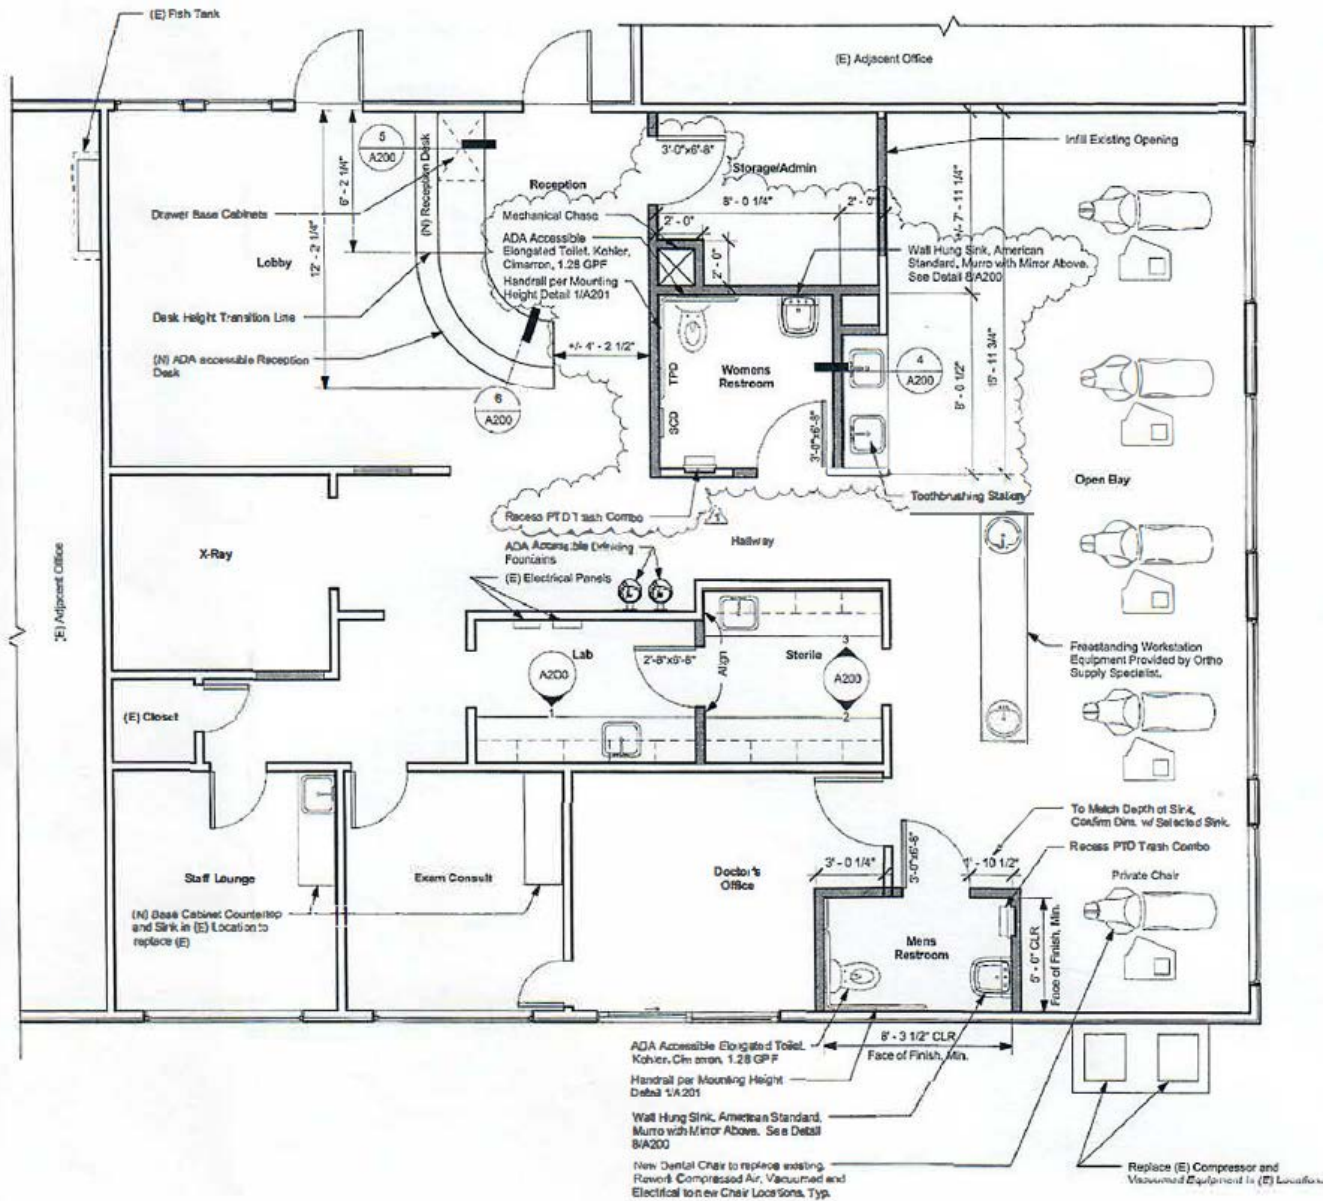 (E) Fish Tank
(E) Adjacent Office
5
A200
(N) Reception Desk
6' - 2 1/4"
12' - 2 1/4"
3'-0"x6'-8"
Storage/Admin
Infill Existing Opening
Reception
8' - 0 1/4"
2' - 0"
+/- 7' - 11 1/4"
Drawer Base Cabinets
Mechanical Chase
2' - 0"
2' - 0"
ADA Accessible
Elongated Toilet, Kohler,
Cimarron, 1.28 GPF
Handrail per Mounting
Height Detail 1/A201
Wall Hung Sink, American
Standard, Murro with Mirror Above.
See Detail 8/A200
Lobby
Desk Height Transition Line
(N) ADA accessible Reception
Desk
+/- 4' - 2 1/2"
6
A200
TPD
SCD
Womens
Restroom
3'-0"x6'-8"
4
A200
8' - 0 1/2"
15' - 11 3/4"
Open Bay
Toothbrushing Station
Recess PTD Trash Combo
1
Hallway
X-Ray
ADA Accessible Drinking
Fountains
(E) Electrical Panels
(E) Adjacent Office
Lab
2'-8"x6'-8"
Align
Sterile
A200
1
3
A200
2
Freestanding Workstation
Equipment Provided by Ortho
Supply Specialist.
(E) Closet
To Match Depth of Sink,
Confirm Dim. w/ Selected Sink.
Recess PTD Trash Combo
3' - 0 1/4"
3'-0"x6'-8"
1' - 10 1/2"
Staff Lounge
Exam Consult
Doctor's
Office
Private Chair
(N) Base Cabinet Countertop
and Sink in (E) Location to
replace (E)
Mens
Restroom
5' - 0" CLR
Face of Finish, Min.
8' - 3 1/2" CLR
Face of Finish, Min.
ADA Accessible Elongated Toilet,
Kohler, Cimarron, 1.28 GPF
Handrail per Mounting Height
Detail 1/A201
Wall Hung Sink, American Standard,
Murro with Mirror Above. See Detail
8/A200
New Dental Chair to replace existing.
Rework Compressed Air, Vacuumed and
Electrical to new Chair Locations, Typ.
Replace (E) Compressor and
Vacuumed Equipment in (E) Locations